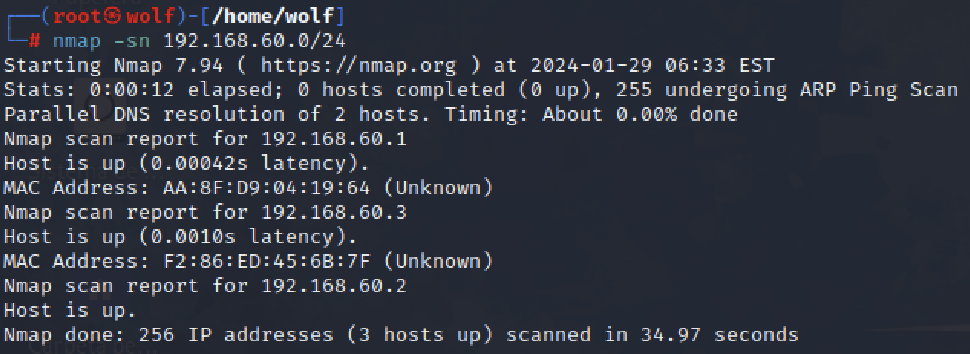 ┌──(root㉿wolf)-[/home/wolf]
└─# nmap -sn 192.168.60.0/24
Starting Nmap 7.94 ( https://nmap.org ) at 2024-01-29 06:33 EST
Stats: 0:00:12 elapsed; 0 hosts completed (0 up), 255 undergoing ARP Ping Scan
Parallel DNS resolution of 2 hosts. Timing: About 0.00% done
Nmap scan report for 192.168.60.1
Host is up (0.00042s latency).
MAC Address: AA:8F:D9:04:19:64 (Unknown)
Nmap scan report for 192.168.60.3
Host is up (0.0010s latency).
MAC Address: F2:86:ED:45:6B:7F (Unknown)
Nmap scan report for 192.168.60.2
Host is up.
Nmap done: 256 IP addresses (3 hosts up) scanned in 34.97 seconds